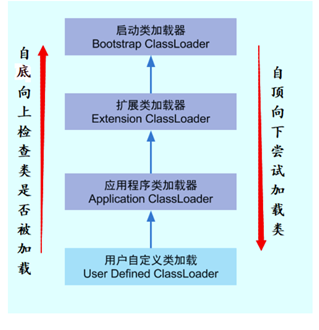 自底向上检查类是否被加载
启动类加载器
Bootstrap ClassLoader
扩展类加载器
Extension ClassLoader
应用程序类加载器
Application ClassLoader
用户自定义类加载
User Defined ClassLoader
自顶向下尝试加载类